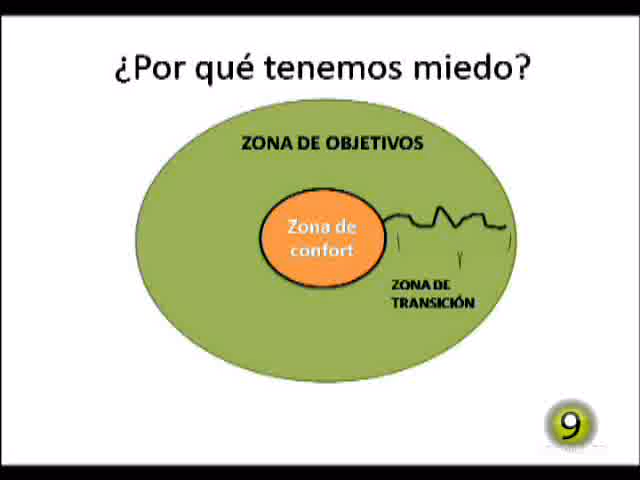 ¿Por qué tenemos miedo?
ZONA DE OBJETIVOS
Zona de
confort
ZONA DE
TRANSICIÓN
9